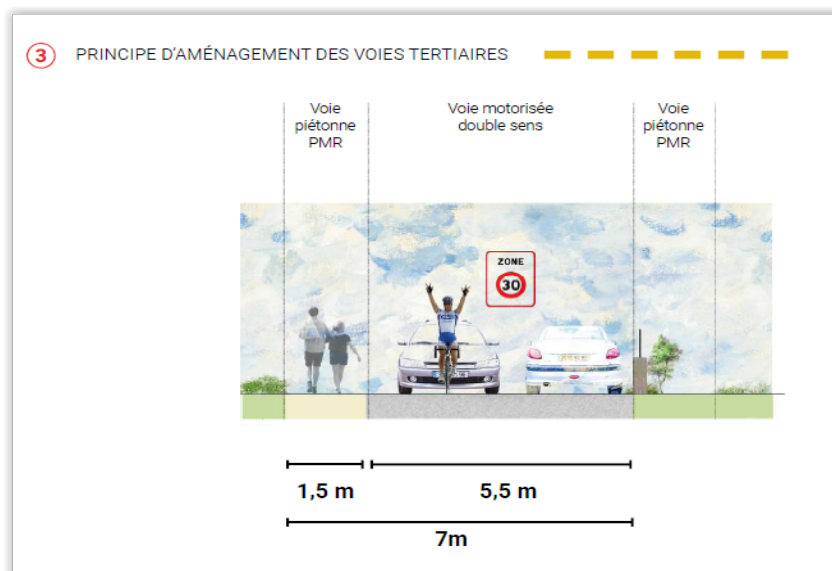 3 PRINCIPE D'AMÉNAGEMENT DES VOIES TERTIAIRES
Voie
piétonne
PMR
Voie motorisée
double sens
Voie
piétonne
PMR
ZONE
30
1,5 m
5,5 m
7m